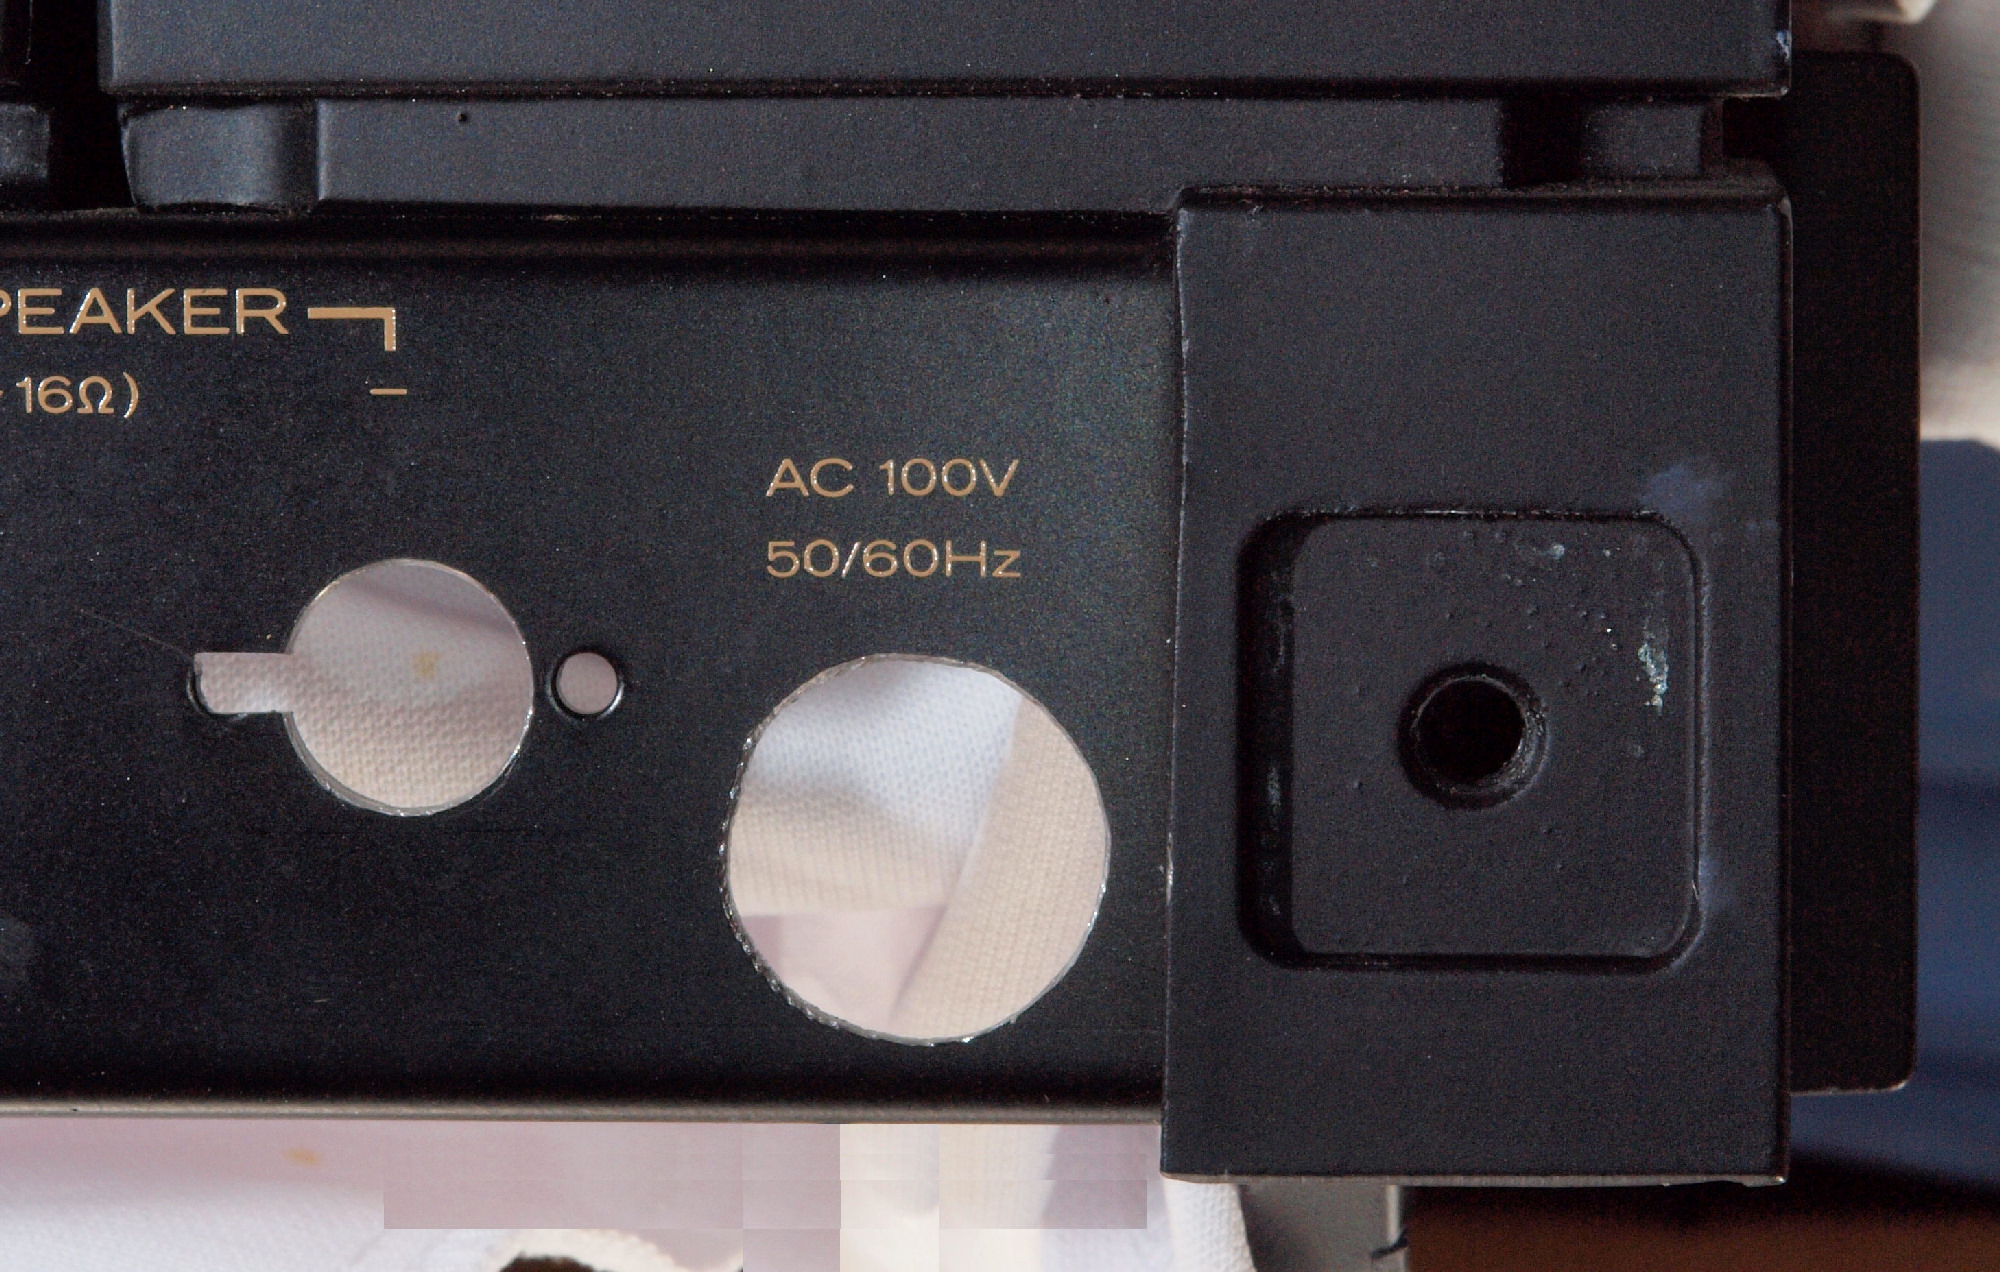 PEAKER
16Ω) −
AC 100V
50/60Hz